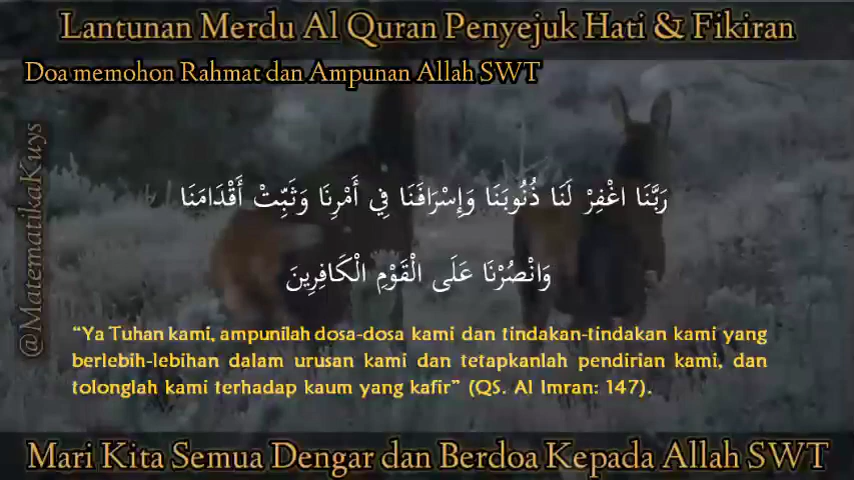 Lantunan Merdu Al Quran Penyejuk Hati & Fikiran
Doa memohon Rahmat dan Ampunan Allah SWT
@MatematikaKuys
رَبَّنَا اغْفِرْ لَنَا ذُنُوبَنَا وَإِسْرَافَنَا فِي أَمْرِنَا وَثَبِّتْ أَقْدَامَنَا
وَانْصُرْنَا عَلَى الْقَوْمِ الْكَافِرِينَ
“Ya Tuhan kami, ampunilah dosa-dosa kami dan tindakan-tindakan kami yang
berlebih-lebihan dalam urusan kami dan tetapkanlah pendirian kami, dan
tolonglah kami terhadap kaum yang kafir” (QS. Al Imran: 147).
Mari Kita Semua Dengar dan Berdoa Kepada Allah SWT